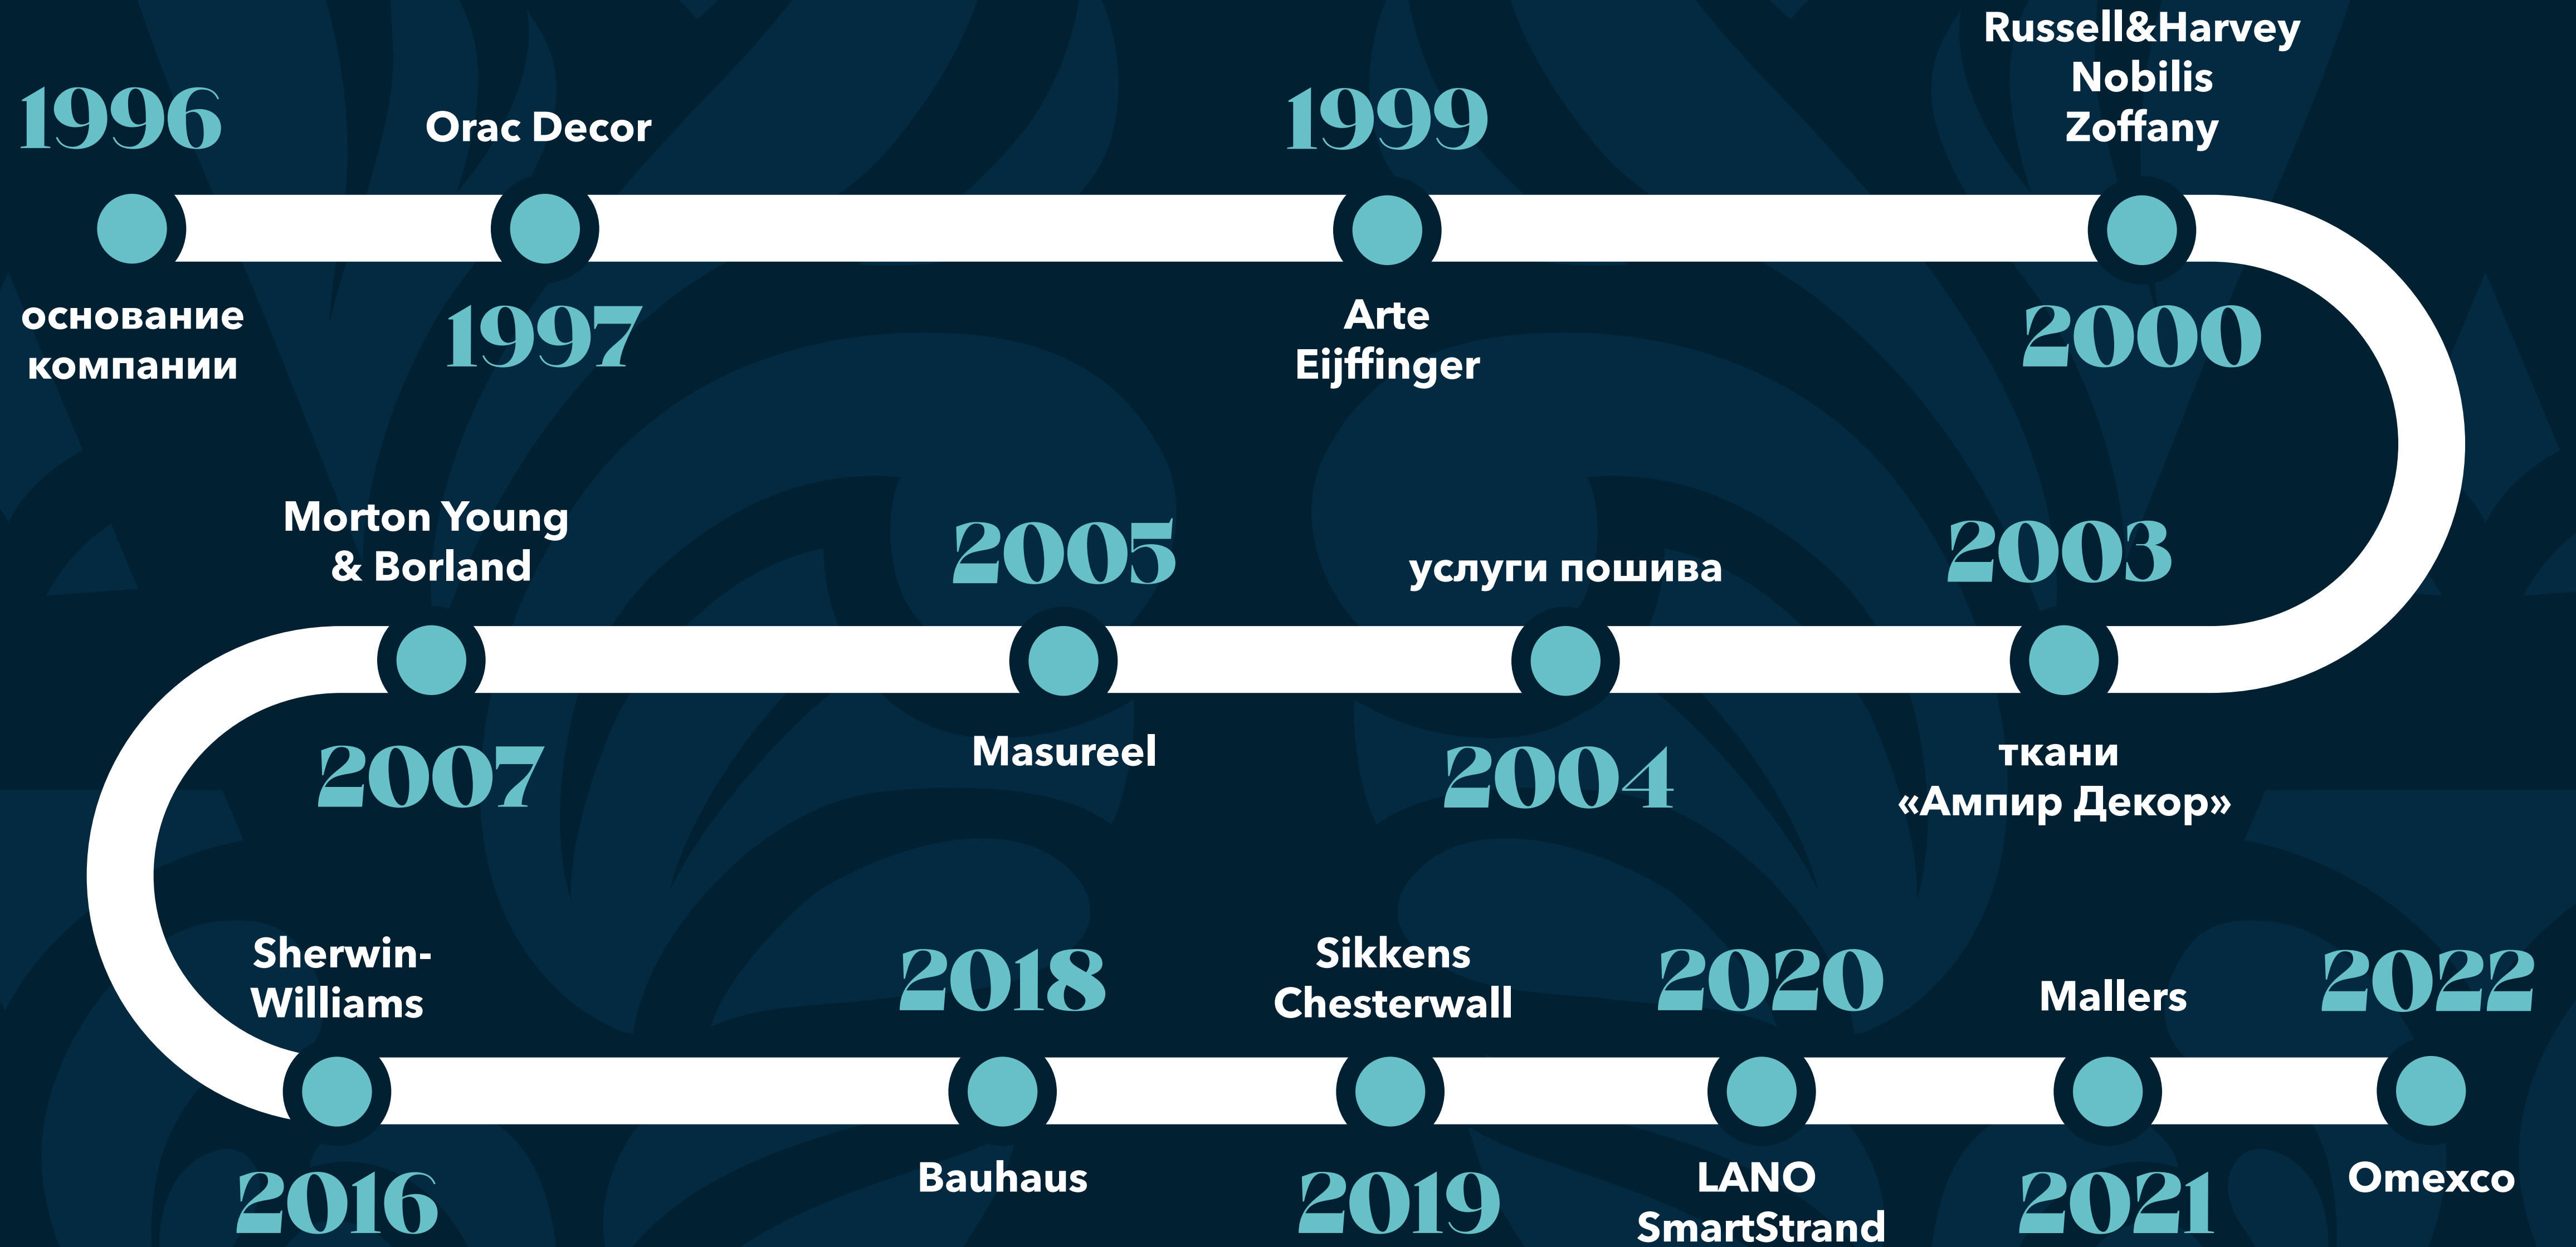 1996
основание
компании
Orac Decor
1997
1999
Arte
Eijffinger
Russell&Harvey
Nobilis
Zoffany
2000
2003
ткани
«Ампир Декор»
услуги пошива
2004
2005
Masureel
Morton Young
& Borland
2007
Sherwin-
Williams
2016
2018
Bauhaus
Sikkens
Chesterwall
2019
2020
LANO
SmartStrand
Mallers
2021
2022
Omexco